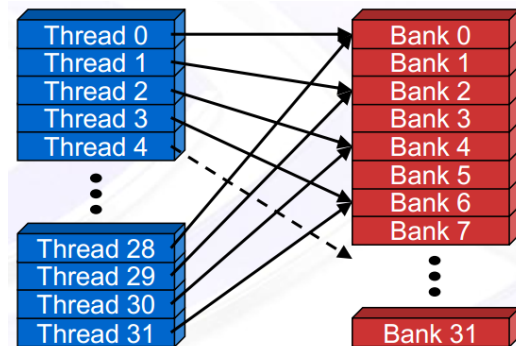 Thread 0
Thread 1
Thread 2
Thread 3
Thread 4
Thread 28
Thread 29
Thread 30
Thread 31
Bank 0
Bank 1
Bank 2
Bank 3
Bank 4
Bank 5
Bank 6
Bank 7
Bank 31